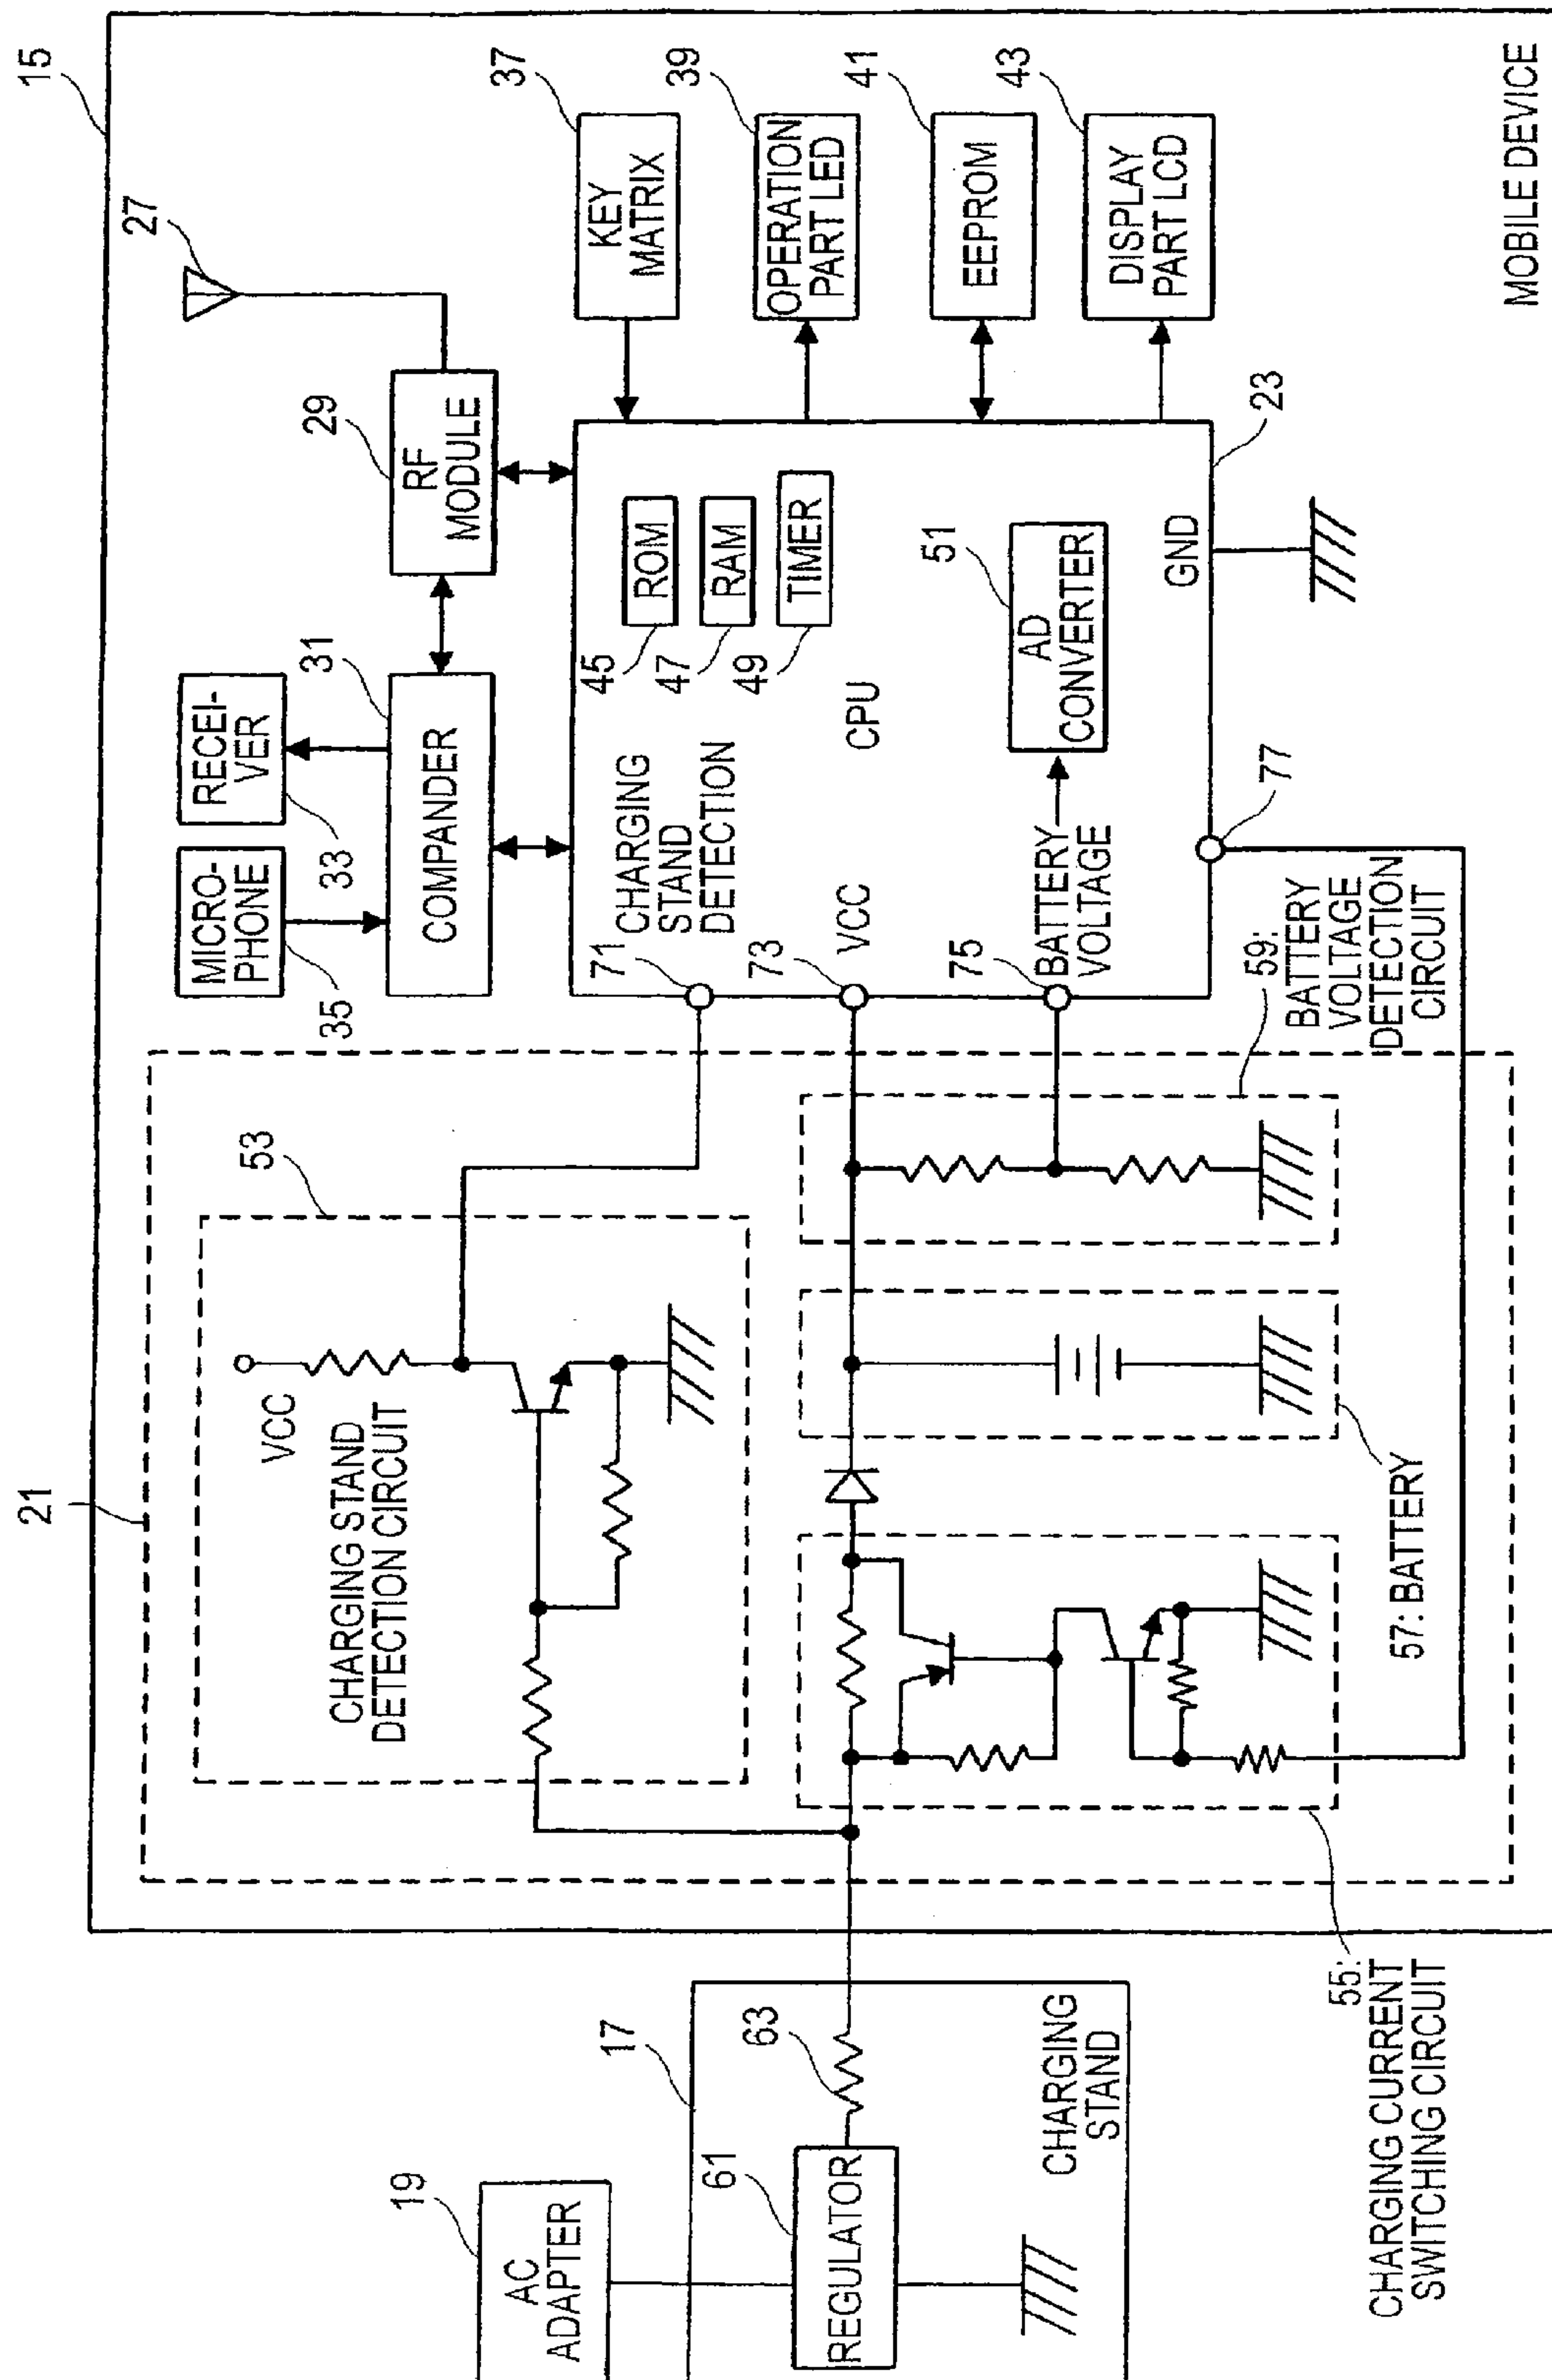 15
27
37
KEY
MATRIX
39
OPERATION
PART LED
41
EEPROM
43
DISPLAY
PART LCD
MOBILE DEVICE
29
RF
MODULE
31
COMPANDER
RECEI-
VER
33
MICRO-
PHONE
35
23
ROM
45
RAM
47
TIMER
49
CPU
51
AD
CONVERTER
GND
CHARGING
STAND
DETECTION
71
VCC
73
BATTERY
VOLTAGE
75
77
59:
BATTERY
VOLTAGE
DETECTION
CIRCUIT
21
53
VCC
CHARGING STAND
DETECTION CIRCUIT
57: BATTERY
55:
CHARGING CURRENT
SWITCHING CIRCUIT
17
63
CHARGING
STAND
61
REGULATOR
19
AC
ADAPTER